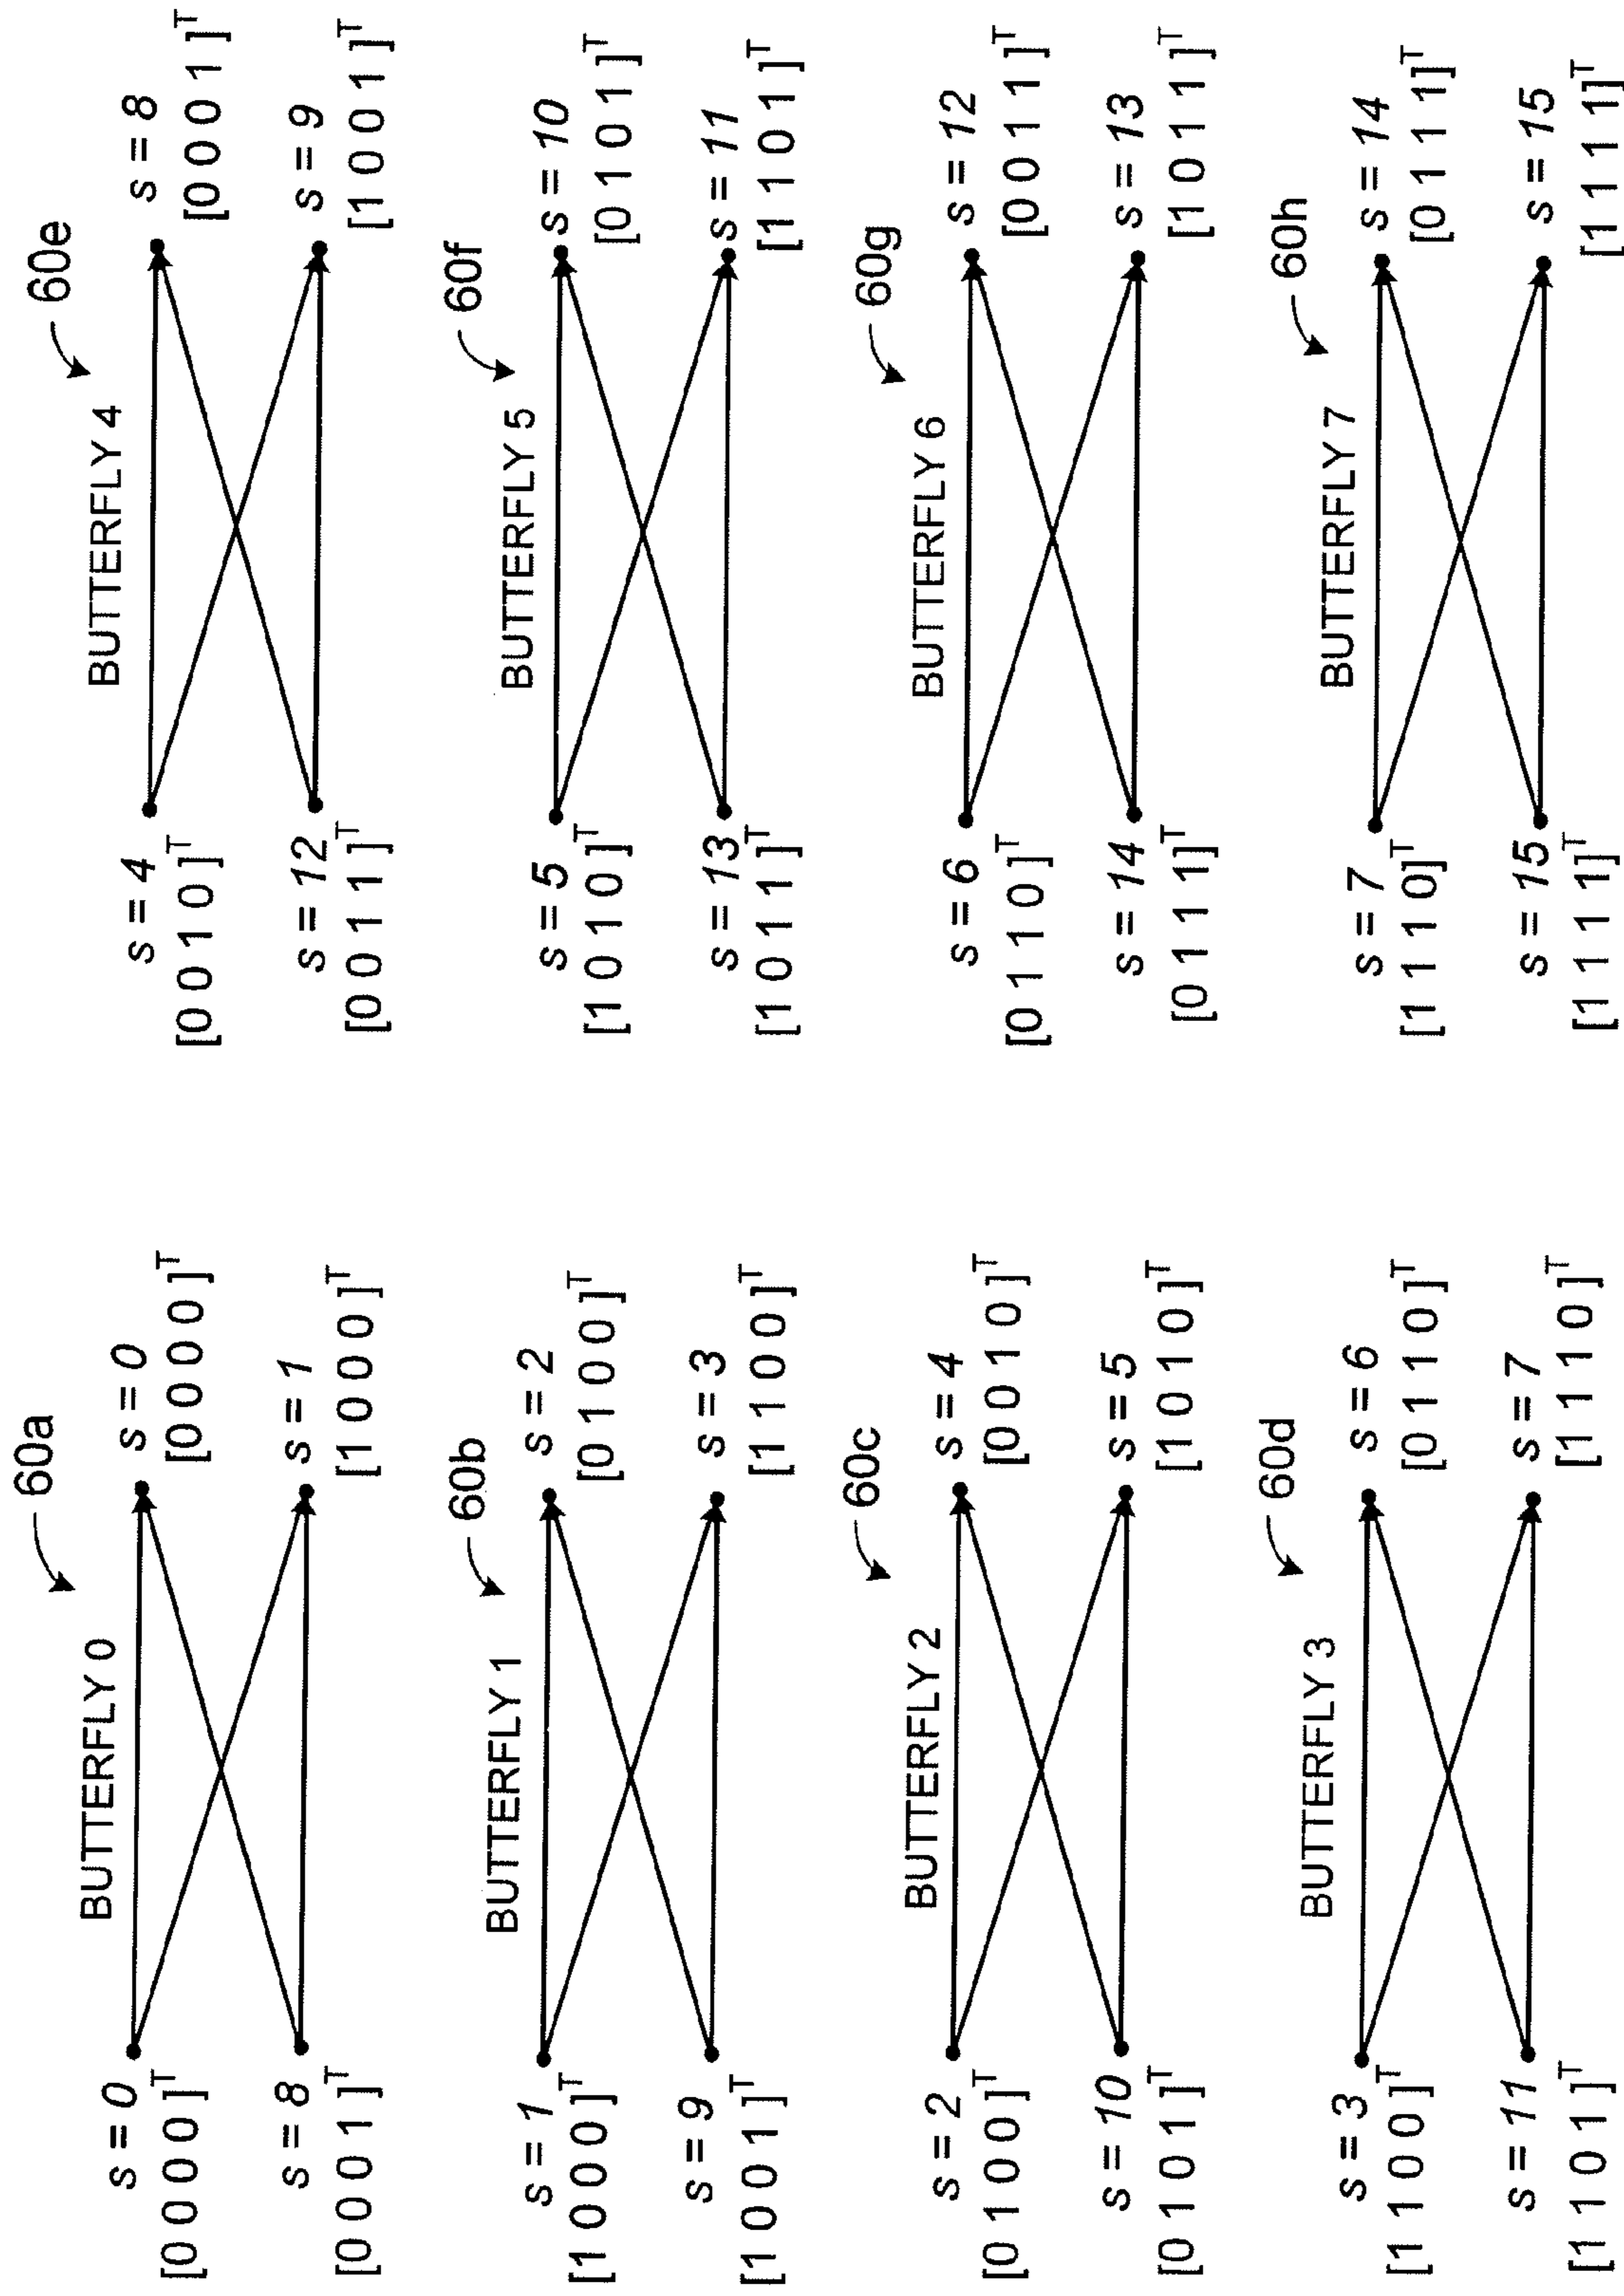 60a
BUTTERFLY 0
s = 0
[0 0 0 0]ᵀ
s = 0
[0 0 0 0]ᵀ
s = 8
[0 0 0 1]ᵀ
s = 1
[1 0 0 0]ᵀ
60b
BUTTERFLY 1
s = 1
[1 0 0 0]ᵀ
s = 2
[0 1 0 0]ᵀ
s = 9
[1 0 0 1]ᵀ
s = 3
[1 1 0 0]ᵀ
60c
BUTTERFLY 2
s = 2
[0 1 0 0]ᵀ
s = 4
[0 0 1 0]ᵀ
s = 10
[0 1 0 1]ᵀ
s = 5
[1 0 1 0]ᵀ
60d
BUTTERFLY 3
s = 3
[1 1 0 0]ᵀ
s = 6
[0 1 1 0]ᵀ
s = 11
[1 1 0 1]ᵀ
s = 7
[1 1 1 0]ᵀ
60e
BUTTERFLY 4
s = 4
[0 0 1 0]ᵀ
s = 8
[0 0 0 1]ᵀ
s = 12
[0 0 1 1]ᵀ
s = 9
[1 0 0 1]ᵀ
60f
BUTTERFLY 5
s = 5
[1 0 1 0]ᵀ
s = 10
[0 1 0 1]ᵀ
s = 13
[1 0 1 1]ᵀ
s = 11
[1 1 0 1]ᵀ
60g
BUTTERFLY 6
s = 6
[0 1 1 0]ᵀ
s = 12
[0 0 1 1]ᵀ
s = 14
[0 1 1 1]ᵀ
s = 13
[1 0 1 1]ᵀ
60h
BUTTERFLY 7
s = 7
[1 1 1 0]ᵀ
s = 14
[0 1 1 1]ᵀ
s = 15
[1 1 1 1]ᵀ
s = 15
[1 1 1 1]ᵀ